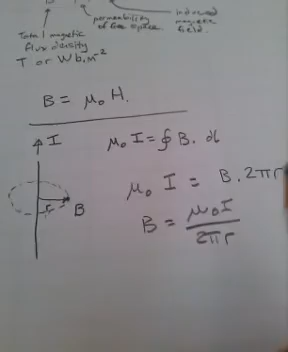 B
Total magnetic
flux density
T or Wb.m⁻²
permeability
of free space.
induced
magnetic
field.
B = μ₀ H.
I
μ₀ I = ∮ B. dl
r
B
μ₀ I = B. 2πr
B = μ₀I
2πr